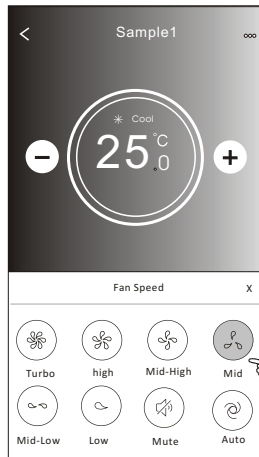 Sample1
Cool
25.0°C
Fan Speed X
Turbo high Mid-High Mid
Mid-Low Low Mute Auto